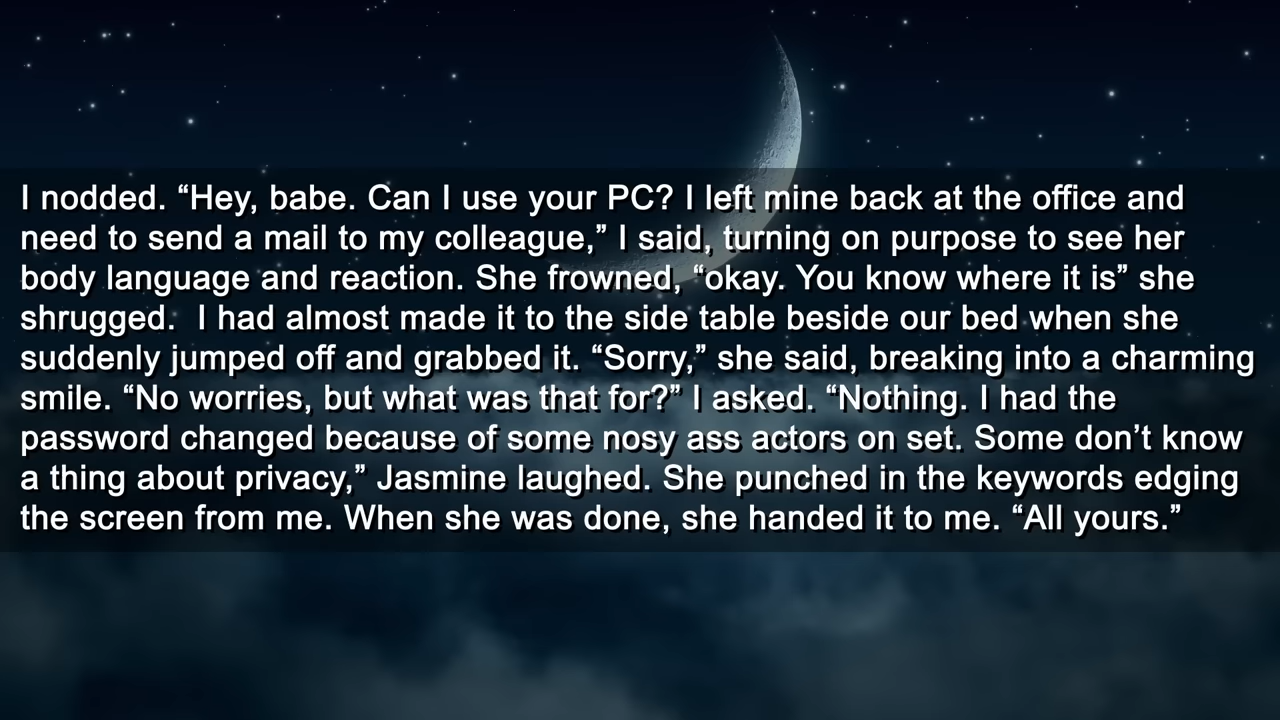 I nodded. “Hey, babe. Can I use your PC? I left mine back at the office and
need to send a mail to my colleague,” I said, turning on purpose to see her
body language and reaction. She frowned, “okay. You know where it is” she
shrugged.  I had almost made it to the side table beside our bed when she
suddenly jumped off and grabbed it. “Sorry,” she said, breaking into a charming
smile. “No worries, but what was that for?” I asked. “Nothing. I had the
password changed because of some nosy ass actors on set. Some don’t know
a thing about privacy,” Jasmine laughed. She punched in the keywords edging
the screen from me. When she was done, she handed it to me. “All yours.”